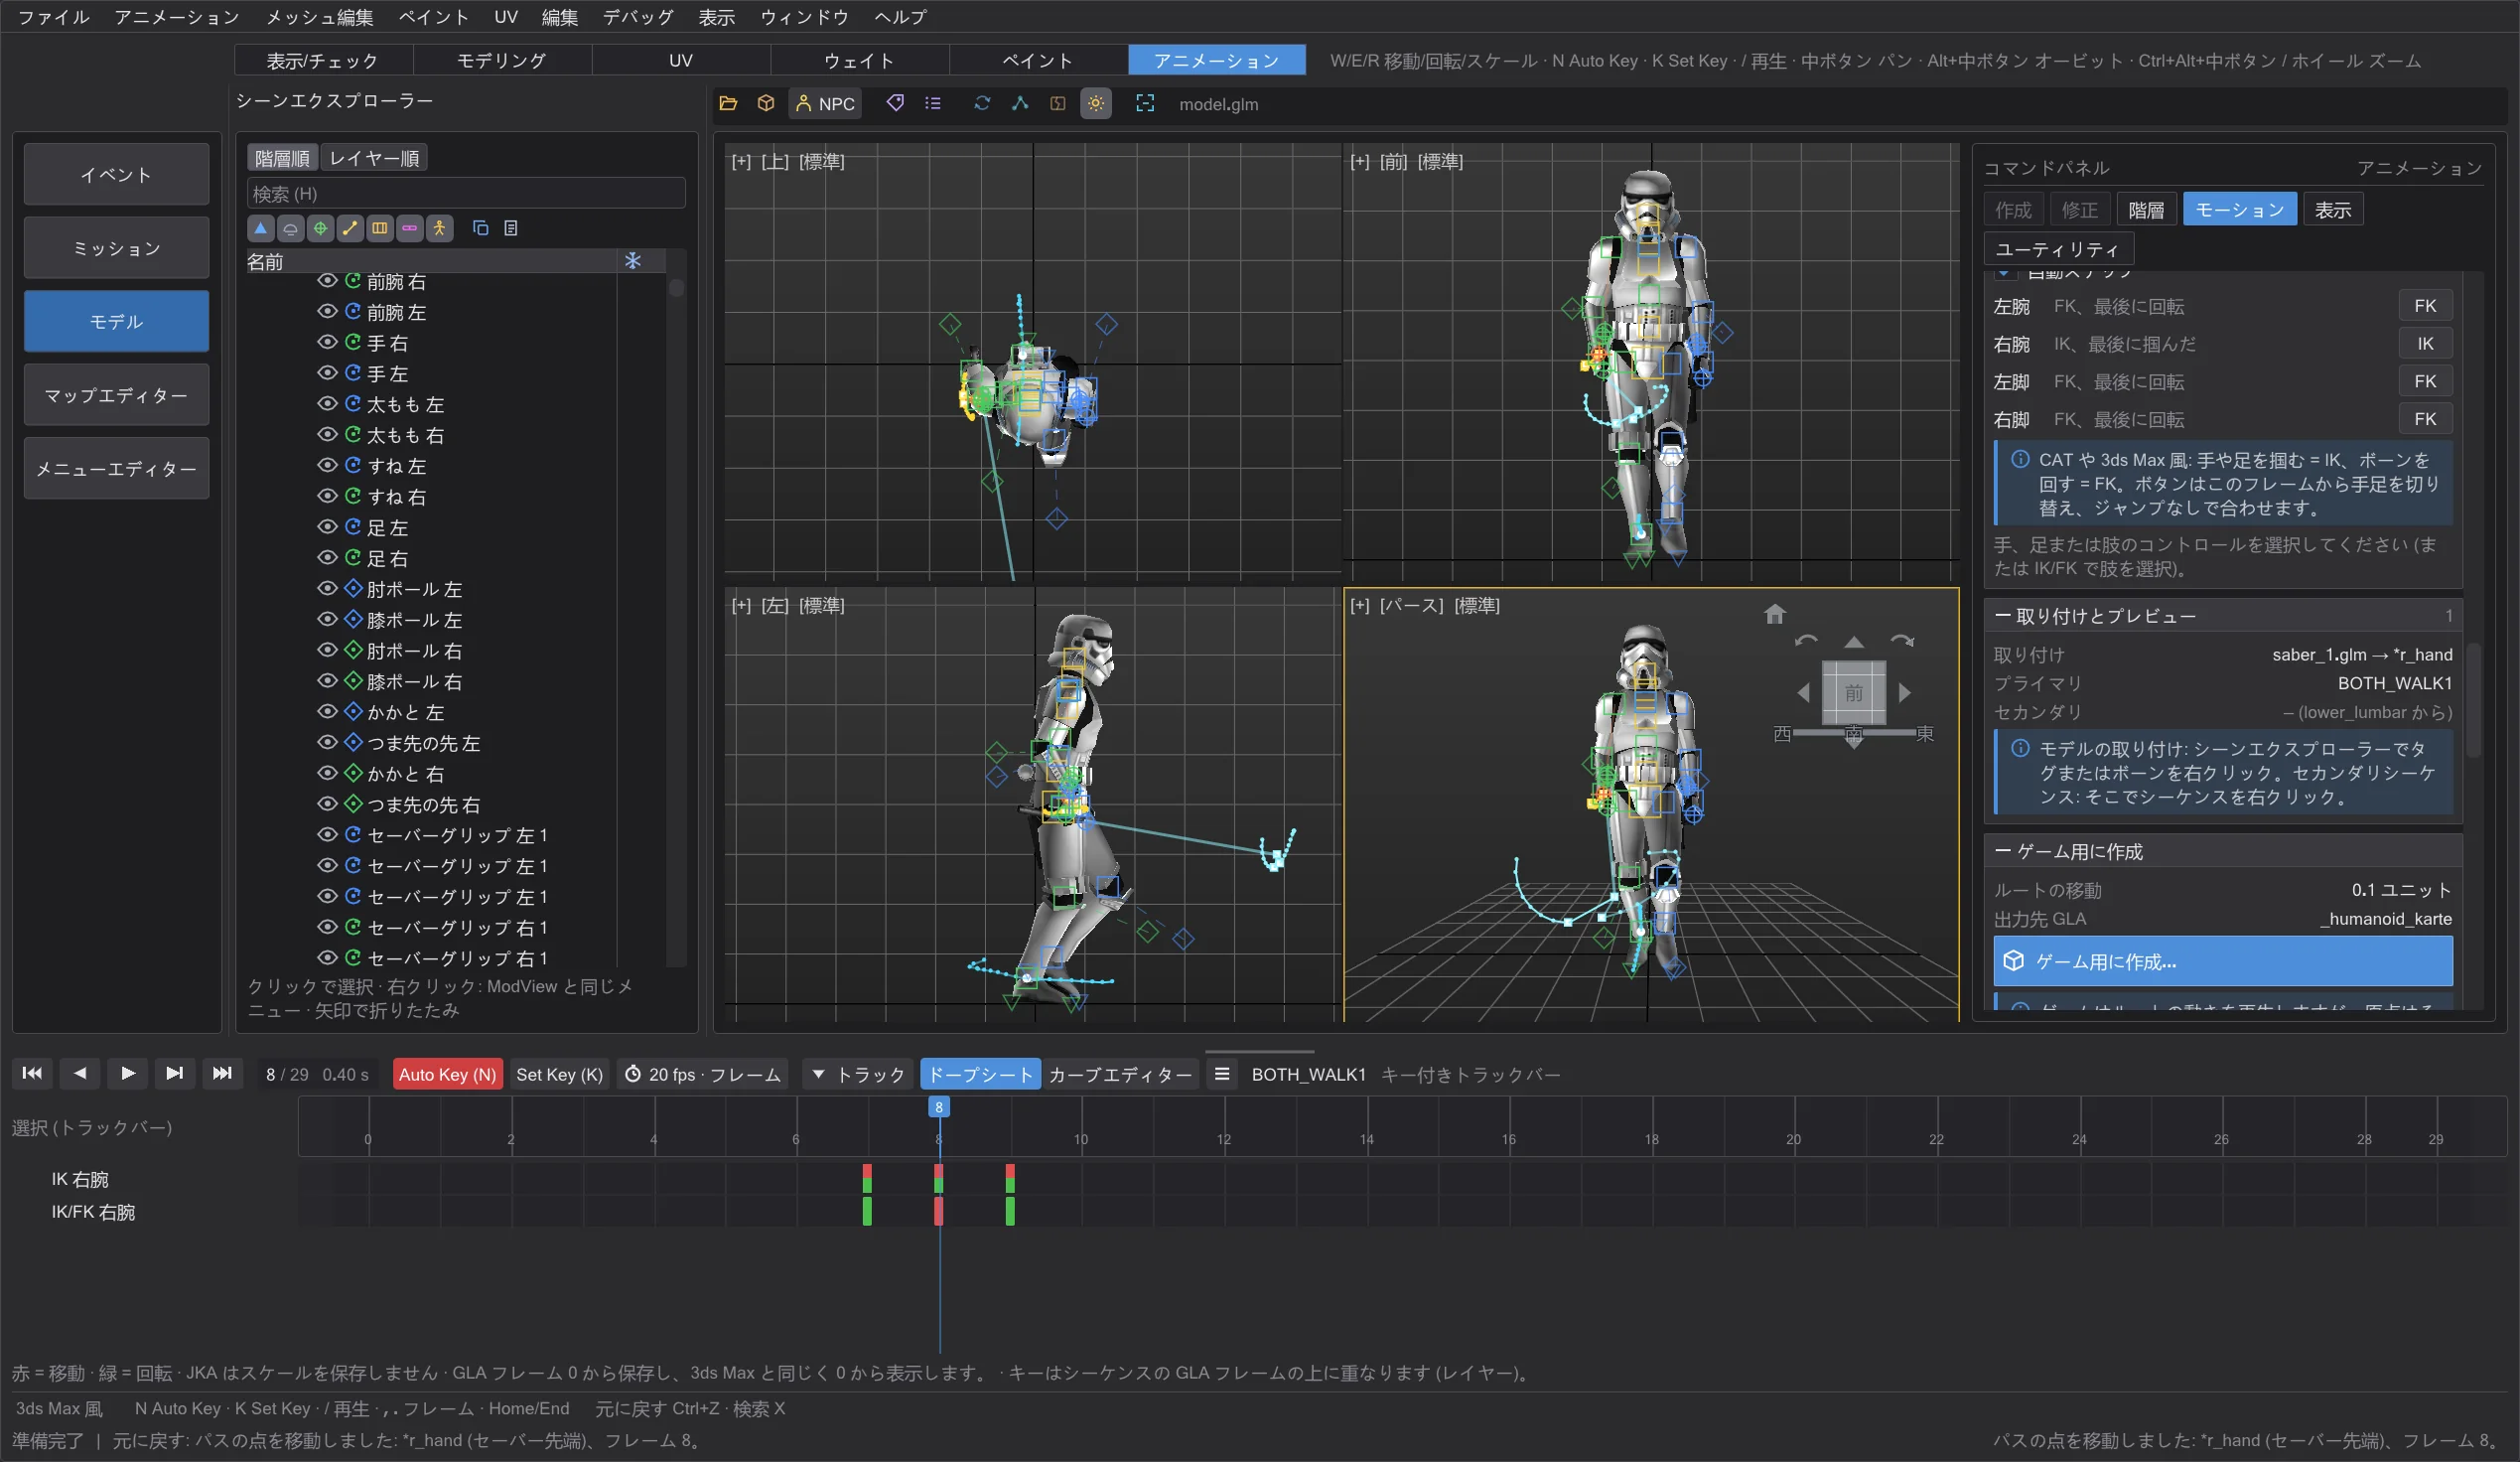 ファイル アニメーション メッシュ編集 ペイント UV 編集 デバッグ 表示 ウィンドウ ヘルプ
表示/チェック モデリング UV ウェイト ペイント アニメーション W/E/R 移動/回転/スケール · N Auto Key · K Set Key · / 再生 · 中ボタン パン · Alt+中ボタン オービット · Ctrl+Alt+中ボタン / ホイール ズーム
シーンエクスプローラー
NPC model.glm
イベント
ミッション
モデル
マップエディター
メニューエディター
階層順 レイヤー順
検索 (H)
名前
前腕 右
前腕 左
手 右
手 左
太もも 左
太もも 右
すね 左
すね 右
足 左
足 右
肘ポール 左
膝ポール 左
肘ポール 右
膝ポール 右
かかと 左
つま先の先 左
かかと 右
つま先の先 右
セーバーグリップ 左 1
セーバーグリップ 左 1
セーバーグリップ 左 1
セーバーグリップ 右 1
セーバーグリップ 右 1
クリックで選択 · 右クリック: ModView と同じメ
ニュー · 矢印で折りたたみ
[+] [上] [標準]
[+] [前] [標準]
[+] [左] [標準]
[+] [パース] [標準]
前
西 南 東
コマンドパネル アニメーション
作成 修正 階層 モーション 表示
ユーティリティ
自動ステップ
左腕 FK、最後に回転 FK
右腕 IK、最後に掴んだ IK
左脚 FK、最後に回転 FK
右脚 FK、最後に回転 FK
CAT や 3ds Max 風: 手や足を掴む = IK、ボーンを
回す = FK。ボタンはこのフレームから手足を切り
替え、ジャンプなしで合わせます。
手、足または肢のコントロールを選択してください (ま
たは IK/FK で肢を選択)。
取り付けとプレビュー 1
取り付け saber_1.glm → *r_hand
プライマリ BOTH_WALK1
セカンダリ – (lower_lumbar から)
モデルの取り付け: シーンエクスプローラーでタ
グまたはボーンを右クリック。セカンダリシーケ
ンス: そこでシーケンスを右クリック。
ゲーム用に作成
ルートの移動 0.1 ユニット
出力先 GLA _humanoid_karte
ゲーム用に作成...
8 / 29 0.40 s Auto Key (N) Set Key (K) 20 fps · フレーム トラック ドープシート カーブエディター BOTH_WALK1 キー付きトラックバー
選択 (トラックバー)
8
0 2 4 6 8 10 12 14 16 18 20 22 24 26 28 29
IK 右腕
IK/FK 右腕
赤 = 移動 · 緑 = 回転 · JKA はスケールを保存しません · GLA フレーム 0 から保存し、3ds Max と同じく 0 から表示します。 · キーはシーケンスの GLA フレームの上に重なります (レイヤー)。
3ds Max 風 N Auto Key · K Set Key · / 再生 · , . フレーム · Home/End 元に戻す Ctrl+Z · 検索 X
準備完了 | 元に戻す: パスの点を移動しました: *r_hand (セーバー先端)、フレーム 8。 パスの点を移動しました: *r_hand (セーバー先端)、フレーム 8。